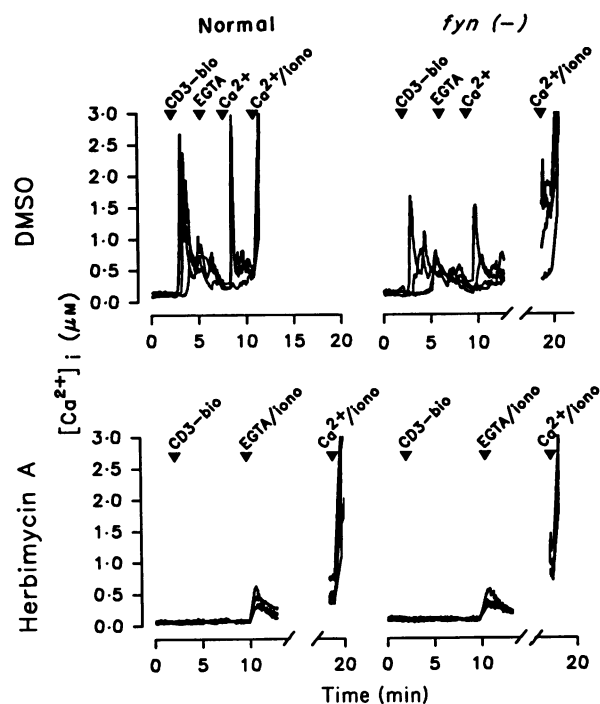 Normal
fyn (-)
CD3-bio
EGTA
Ca2+
Ca2+/iono
CD3-bio
EGTA
Ca2+
Ca2+/iono
DMSO
3·0
2·5
2·0
1·5
1·0
0·5
0·0
0 5 10 15 20
0 5 10 20
[Ca2+]i (μM)
CD3-bio
EGTA/iono
Ca2+/iono
CD3-bio
EGTA/iono
Ca2+/iono
Herbimycin A
3·0
2·5
2·0
1·5
1·0
0·5
0·0
0 5 10 20
0 5 10 20
Time (min)